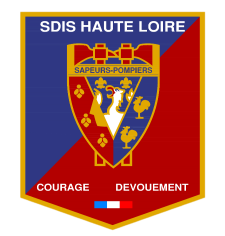 SDIS HAUTE LOIRE
SAPEURS-POMPIERS
COURAGE DEVOUEMENT